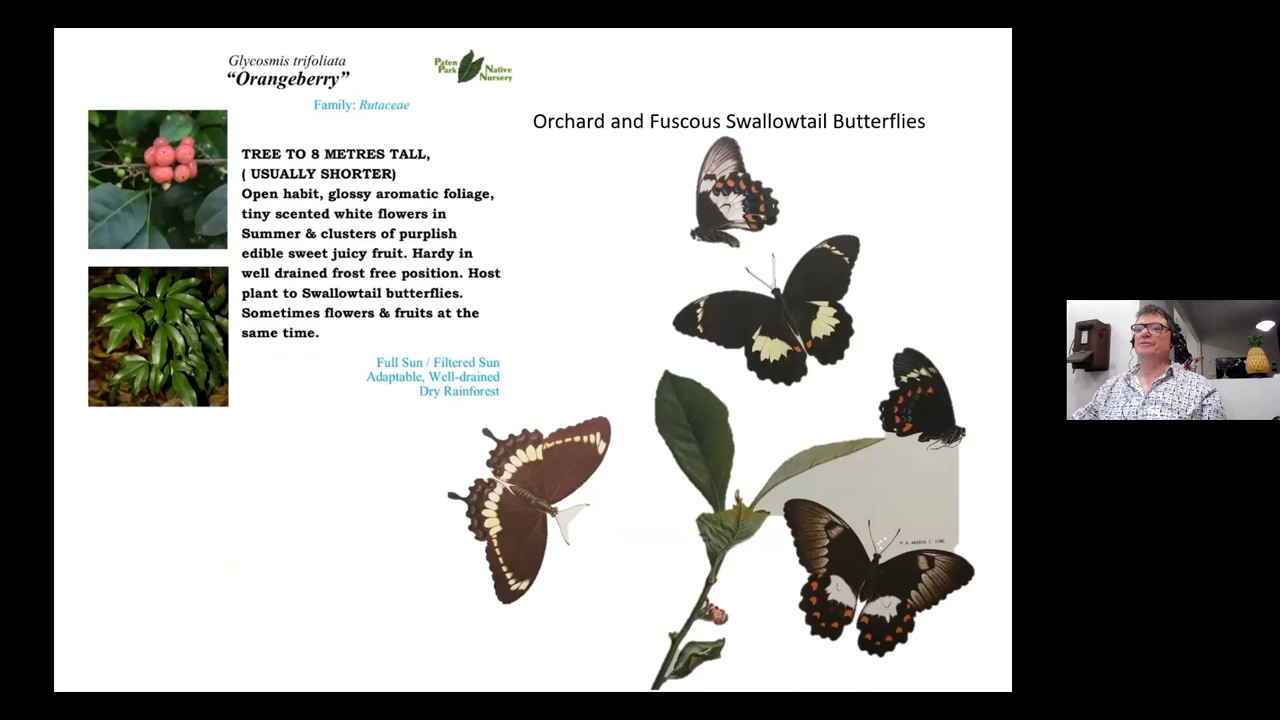 Glycosmis trifoliata
“Orangeberry”
Paten Park Native Nursery
Family: Rutaceae
Orchard and Fuscous Swallowtail Butterflies
TREE TO 8 METRES TALL,
( USUALLY SHORTER)
Open habit, glossy aromatic foliage,
tiny scented white flowers in
Summer & clusters of purplish
edible sweet juicy fruit. Hardy in
well drained frost free position. Host
plant to Swallowtail butterflies.
Sometimes flowers & fruits at the
same time.
Full Sun / Filtered Sun
Adaptable, Well-drained
Dry Rainforest